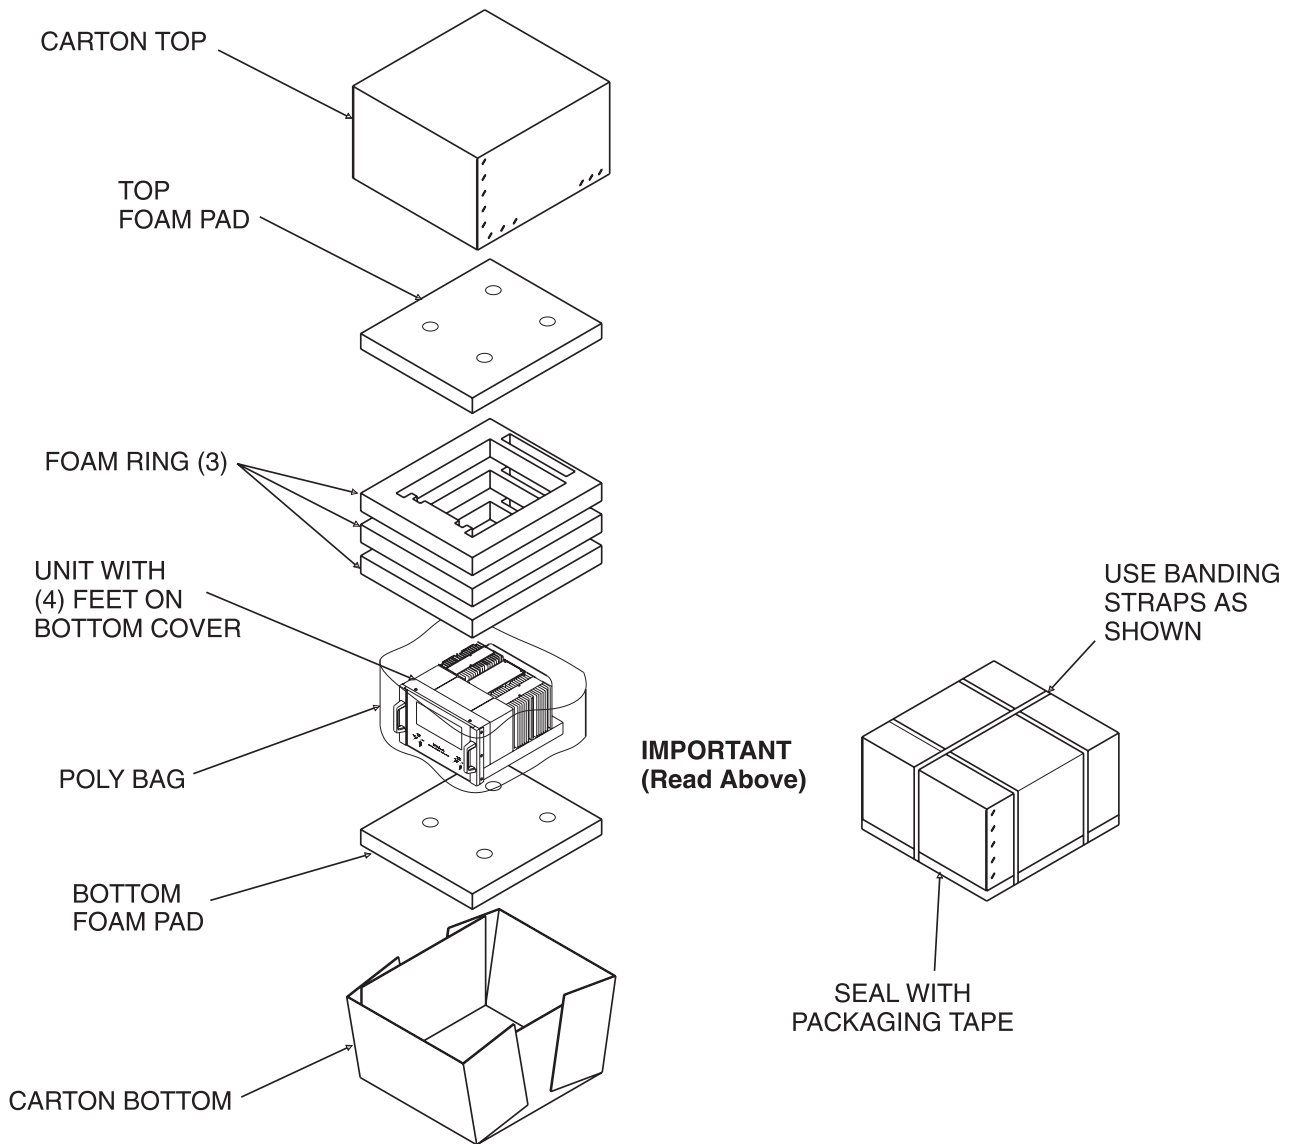 CARTON TOP
TOP
FOAM PAD
FOAM RING (3)
UNIT WITH
(4) FEET ON
BOTTOM COVER
POLY BAG
BOTTOM
FOAM PAD
CARTON BOTTOM
IMPORTANT
(Read Above)
USE BANDING
STRAPS AS
SHOWN
SEAL WITH
PACKAGING TAPE